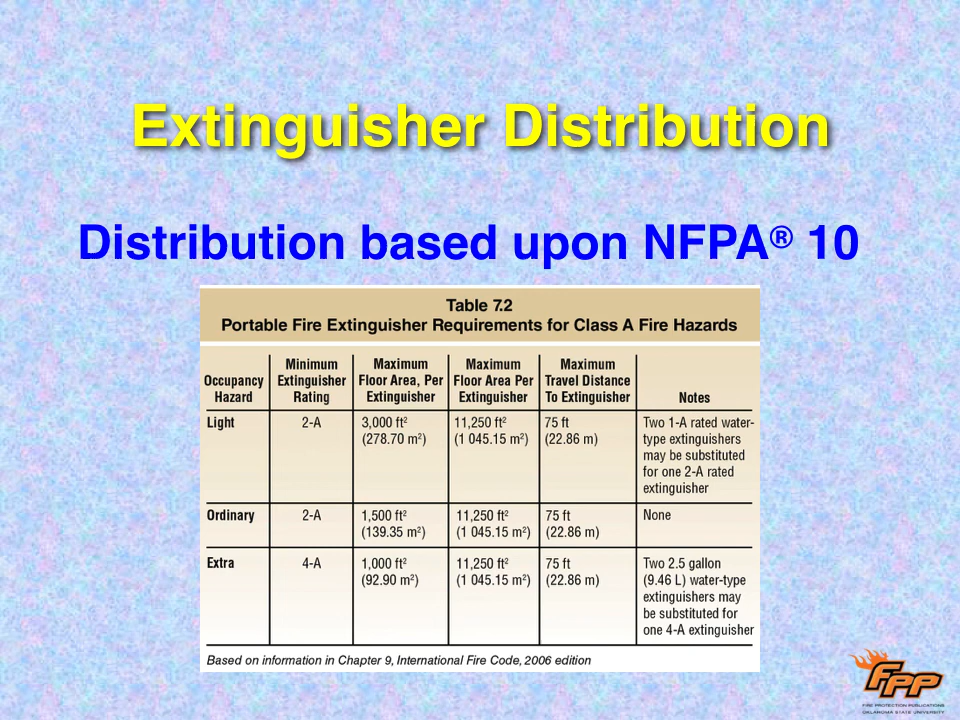 Extinguisher Distribution
Distribution based upon NFPA® 10
Table 7.2
Portable Fire Extinguisher Requirements for Class A Fire Hazards
Occupancy Hazard | Minimum Extinguisher Rating | Maximum Floor Area, Per Extinguisher | Maximum Floor Area Per Extinguisher | Maximum Travel Distance To Extinguisher | Notes
Light 2-A 3,000 ft² 11,250 ft² 75 ft Two 1-A rated water-
(278.70 m²) (1 045.15 m²) (22.86 m) type extinguishers
may be substituted
for one 2-A rated
extinguisher
Ordinary 2-A 1,500 ft² 11,250 ft² 75 ft None
(139.35 m²) (1 045.15 m²) (22.86 m)
Extra 4-A 1,000 ft² 11,250 ft² 75 ft Two 2.5 gallon
(92.90 m²) (1 045.15 m²) (22.86 m) (9.46 L) water-type
extinguishers may
be substituted for
one 4-A extinguisher
Based on information in Chapter 9, International Fire Code, 2006 edition
FPP
FIRE PROTECTION PUBLICATIONS
OKLAHOMA STATE UNIVERSITY